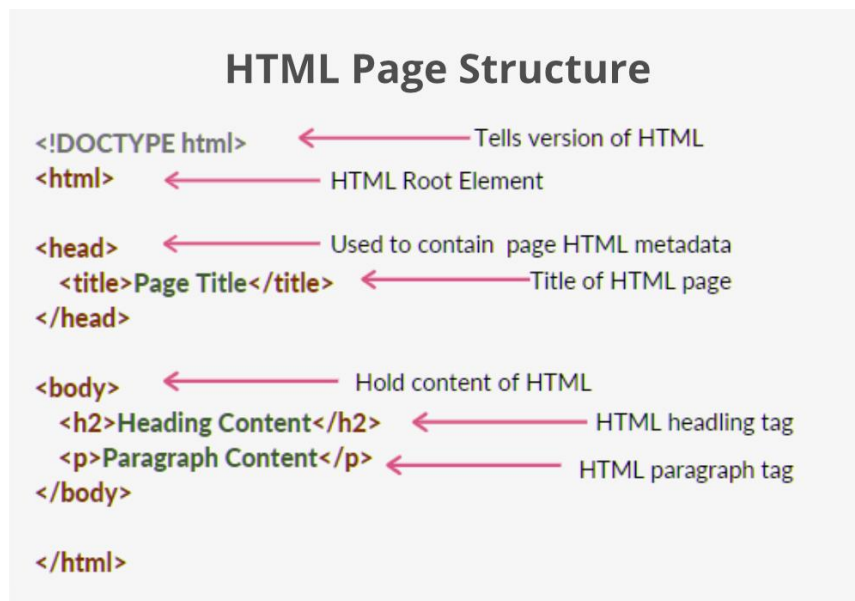 HTML Page Structure
<!DOCTYPE html> Tells version of HTML
<html> HTML Root Element
<head> Used to contain page HTML metadata
<title>Page Title</title> Title of HTML page
</head>
<body> Hold content of HTML
<h2>Heading Content</h2> HTML headling tag
<p>Paragraph Content</p> HTML paragraph tag
</body>
</html>